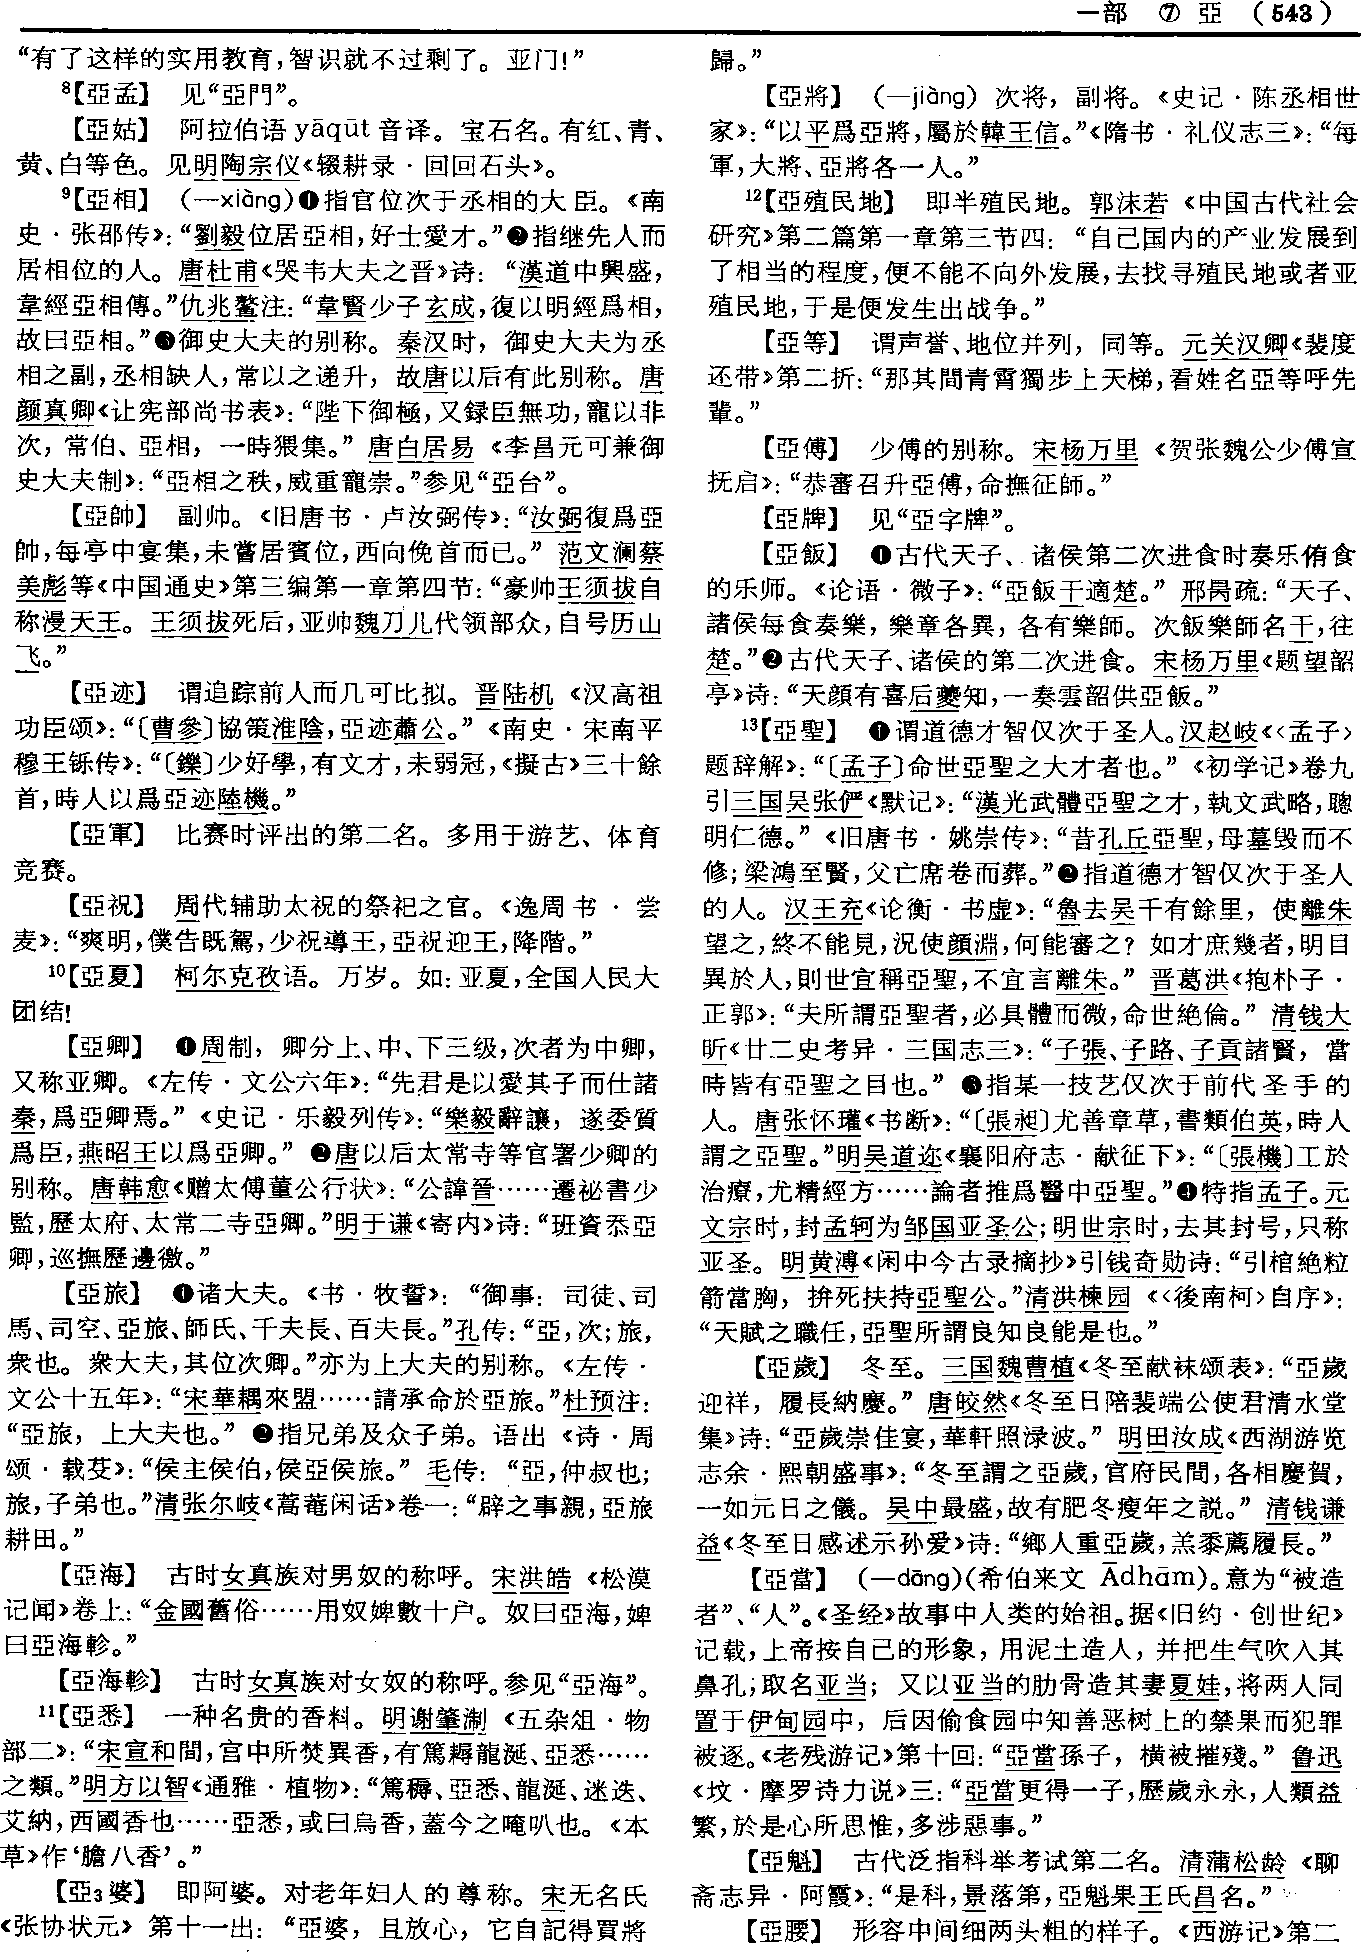 一部 ⑦ 亞 （543）
“有了这样的实用教育，智识就不过剩了。亚门！”
⁸【亞孟】 见“亞門”。
【亞姑】 阿拉伯语 yāqūt 音译。宝石名。有红、青、
黄、白等色。见明陶宗仪《辍耕录·回回石头》。
⁹【亞相】 （—xiàng）❶指官位次于丞相的大臣。《南
史·张邵传》：“劉毅位居亞相，好士愛才。”❷指继先人而
居相位的人。唐杜甫《哭韦大夫之晋》诗：“漢道中興盛，
韋經亞相傳。”仇兆鳌注：“韋賢少子玄成，復以明經爲相，
故曰亞相。”❸御史大夫的别称。秦汉时，御史大夫为丞
相之副，丞相缺人，常以之递升，故唐以后有此别称。唐
颜真卿《让宪部尚书表》：“陛下御極，又録臣無功，寵以非
次，常伯、亞相，一時猥集。”唐白居易《李昌元可兼御
史大夫制》：“亞相之秩，威重寵崇。”参见“亞台”。
【亞帥】 副帅。《旧唐书·卢汝弼传》：“汝弼復爲亞
帥，每亭中宴集，未嘗居賓位，西向俛首而已。”范文澜蔡
美彪等《中国通史》第三编第一章第四节：“豪帅王须拔自
称漫天王。王须拔死后，亚帅魏刀儿代领部众，自号历山
飞。”
【亞迹】 谓追踪前人而几可比拟。晋陆机《汉高祖
功臣颂》：“〔曹參〕協策淮陰，亞迹蕭公。”《南史·宋南平
穆王铄传》：“〔鑠〕少好學，有文才，未弱冠，《擬古》三十餘
首，時人以爲亞迹陸機。”
【亞軍】 比赛时评出的第二名。多用于游艺、体育
竞赛。
【亞祝】 周代辅助太祝的祭祀之官。《逸周书·尝
麦》：“爽明，僕告既駕，少祝導王，亞祝迎王，降階。”
¹⁰【亞夏】 柯尔克孜语。万岁。如：亚夏，全国人民大
团结！
【亞卿】 ❶周制，卿分上、中、下三级，次者为中卿，
又称亚卿。《左传·文公六年》：“先君是以愛其子而仕諸
秦，爲亞卿焉。”《史记·乐毅列传》：“樂毅辭讓，遂委質
爲臣，燕昭王以爲亞卿。”❷唐以后太常寺等官署少卿的
别称。唐韩愈《赠太傅董公行状》：“公諱晉……遷祕書少
監，歷太府、太常二寺亞卿。”明于谦《寄内》诗：“班資忝亞
卿，巡撫歷邊徼。”
【亞旅】 ❶诸大夫。《书·牧誓》：“御事：司徒、司
馬、司空、亞旅、師氏、千夫長、百夫長。”孔传：“亞，次；旅，
衆也。衆大夫，其位次卿。”亦为上大夫的别称。《左传·
文公十五年》：“宋華耦來盟……請承命於亞旅。”杜预注：
“亞旅，上大夫也。”❷指兄弟及众子弟。语出《诗·周
颂·载芟》：“侯主侯伯，侯亞侯旅。”毛传：“亞，仲叔也；
旅，子弟也。”清张尔岐《蒿菴闲话》卷一：“辟之事親，亞旅
耕田。”
【亞海】 古时女真族对男奴的称呼。宋洪皓《松漠
记闻》卷上：“金國舊俗……用奴婢數十户。奴曰亞海，婢
曰亞海軫。”
【亞海軫】 古时女真族对女奴的称呼。参见“亞海”。
¹¹【亞悉】 一种名贵的香料。明谢肇淛《五杂俎·物
部二》：“宋宣和間，宫中所焚異香，有篤耨龍涎、亞悉……
之類。”明方以智《通雅·植物》：“篤耨、亞悉、龍涎、迷迭、
艾納，西國香也……亞悉，或曰烏香，蓋今之唵叭也。《本
草》作‘膽八香’。”
【亞₃婆】 即阿婆。对老年妇人的尊称。宋无名氏
《张协状元》第十一出：“亞婆，且放心，它自記得買將
歸。”
【亞將】 （—jiàng）次将，副将。《史记·陈丞相世
家》：“以平爲亞將，屬於韓王信。”《隋书·礼仪志三》：“每
軍，大將、亞將各一人。”
¹²【亞殖民地】 即半殖民地。郭沫若《中国古代社会
研究》第二篇第一章第三节四：“自己国内的产业发展到
了相当的程度，便不能不向外发展，去找寻殖民地或者亚
殖民地，于是便发生出战争。”
【亞等】 谓声誉、地位并列，同等。元关汉卿《裴度
还带》第二折：“那其間青霄獨步上天梯，看姓名亞等呼先
輩。”
【亞傅】 少傅的别称。宋杨万里《贺张魏公少傅宣
抚启》：“恭審召升亞傅，命撫征師。”
【亞牌】 见“亞字牌”。
【亞飯】 ❶古代天子、诸侯第二次进食时奏乐侑食
的乐师。《论语·微子》：“亞飯干適楚。”邢昺疏：“天子、
諸侯每食奏樂，樂章各異，各有樂師。次飯樂師名干，往
楚。”❷古代天子、诸侯的第二次进食。宋杨万里《题望韶
亭》诗：“天顔有喜后夔知，一奏雲韶供亞飯。”
¹³【亞聖】 ❶谓道德才智仅次于圣人。汉赵岐《〈孟子〉
题辞解》：“〔孟子〕命世亞聖之大才者也。”《初学记》卷九
引三国吴张俨《默记》：“漢光武體亞聖之才，執文武略，聰
明仁德。”《旧唐书·姚崇传》：“昔孔丘亞聖，母墓毁而不
修；梁鴻至賢，父亡席卷而葬。”❷指道德才智仅次于圣人
的人。汉王充《论衡·书虚》：“魯去吴千有餘里，使離朱
望之，終不能見，況使顔淵，何能審之？如才庶幾者，明目
異於人，則世宜稱亞聖，不宜言離朱。”晋葛洪《抱朴子·
正郭》：“夫所謂亞聖者，必具體而微，命世絶倫。”清钱大
昕《廿二史考异·三国志三》：“子張、子路、子貢諸賢，當
時皆有亞聖之目也。”❸指某一技艺仅次于前代圣手的
人。唐张怀瓘《书断》：“〔張昶〕尤善章草，書類伯英，時人
謂之亞聖。”明吴道迩《襄阳府志·献征下》：“〔張機〕工於
治療，尤精經方……論者推爲醫中亞聖。”❹特指孟子。元
文宗时，封孟轲为邹国亚圣公；明世宗时，去其封号，只称
亚圣。明黄溥《闲中今古录摘抄》引钱奇勋诗：“引棺絶粒
箭當胸，拚死扶持亞聖公。”清洪楝园《〈後南柯〉自序》：
“天賦之職任，亞聖所謂良知良能是也。”
【亞歲】 冬至。三国魏曹植《冬至献袜颂表》：“亞歲
迎祥，履長納慶。”唐皎然《冬至日陪裴端公使君清水堂
集》诗：“亞歲崇佳宴，華軒照渌波。”明田汝成《西湖游览
志余·熙朝盛事》：“冬至謂之亞歲，官府民間，各相慶賀，
一如元日之儀。吴中最盛，故有肥冬瘦年之説。”清钱谦
益《冬至日感述示孙爱》诗：“鄉人重亞歲，羔黍薦履長。”
【亞當】 （—dāng）（希伯来文 Ādhām）。意为“被造
者”、“人”。《圣经》故事中人类的始祖。据《旧约·创世纪》
记载，上帝按自己的形象，用泥土造人，并把生气吹入其
鼻孔；取名亚当；又以亚当的肋骨造其妻夏娃，将两人同
置于伊甸园中，后因偷食园中知善恶树上的禁果而犯罪
被逐。《老残游记》第十回：“亞當孫子，橫被摧殘。”鲁迅
《坟·摩罗诗力说》三：“亞當更得一子，歷歲永永，人類益
繁，於是心所思惟，多涉惡事。”
【亞魁】 古代泛指科举考试第二名。清蒲松龄《聊
斋志异·阿霞》：“是科，景落第，亞魁果王氏昌名。”
【亞腰】 形容中间细两头粗的样子。《西游记》第二